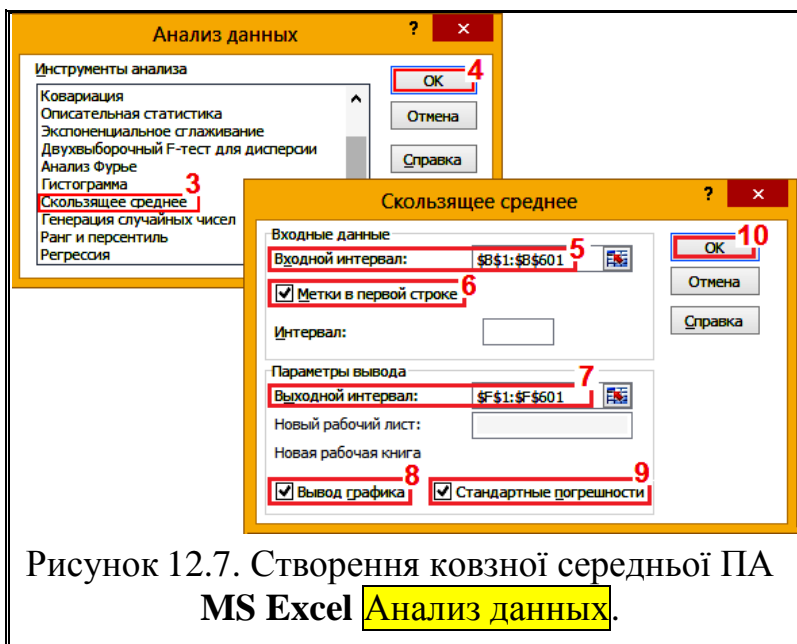 Анализ данных
? ×
Инструменты анализа
Ковариация
Описательная статистика
Экспоненциальное сглаживание
Двухвыборочный F-тест для дисперсии
Анализ Фурье
Гистограмма
3
Скользящее среднее
Генерация случайных чисел
Ранг и персентиль
Регрессия
OK 4
Отмена
Справка
Скользящее среднее
? ×
Входные данные
Входной интервал: $B$1:$B$601 5
Метки в первой строке 6
Интервал:
Параметры вывода
7
Выходной интервал: $F$1:$F$601
Новый рабочий лист:
Новая рабочая книга
8 9
Вывод графика Стандартные погрешности
OK 10
Отмена
Справка
Рисунок 12.7. Створення ковзної середньої ПА
MS Excel Анализ данных.